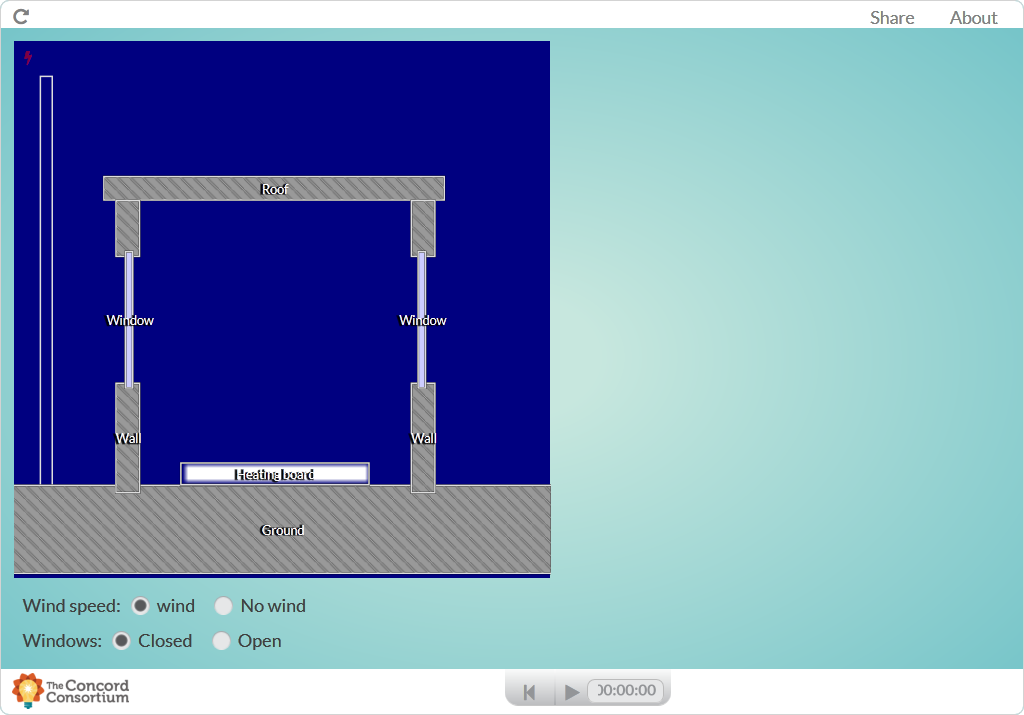 Share About
Roof
Window Window
Wall Wall
Heating board
Ground
Wind speed: wind No wind
Windows: Closed Open
The Concord
Consortium
00:00:00